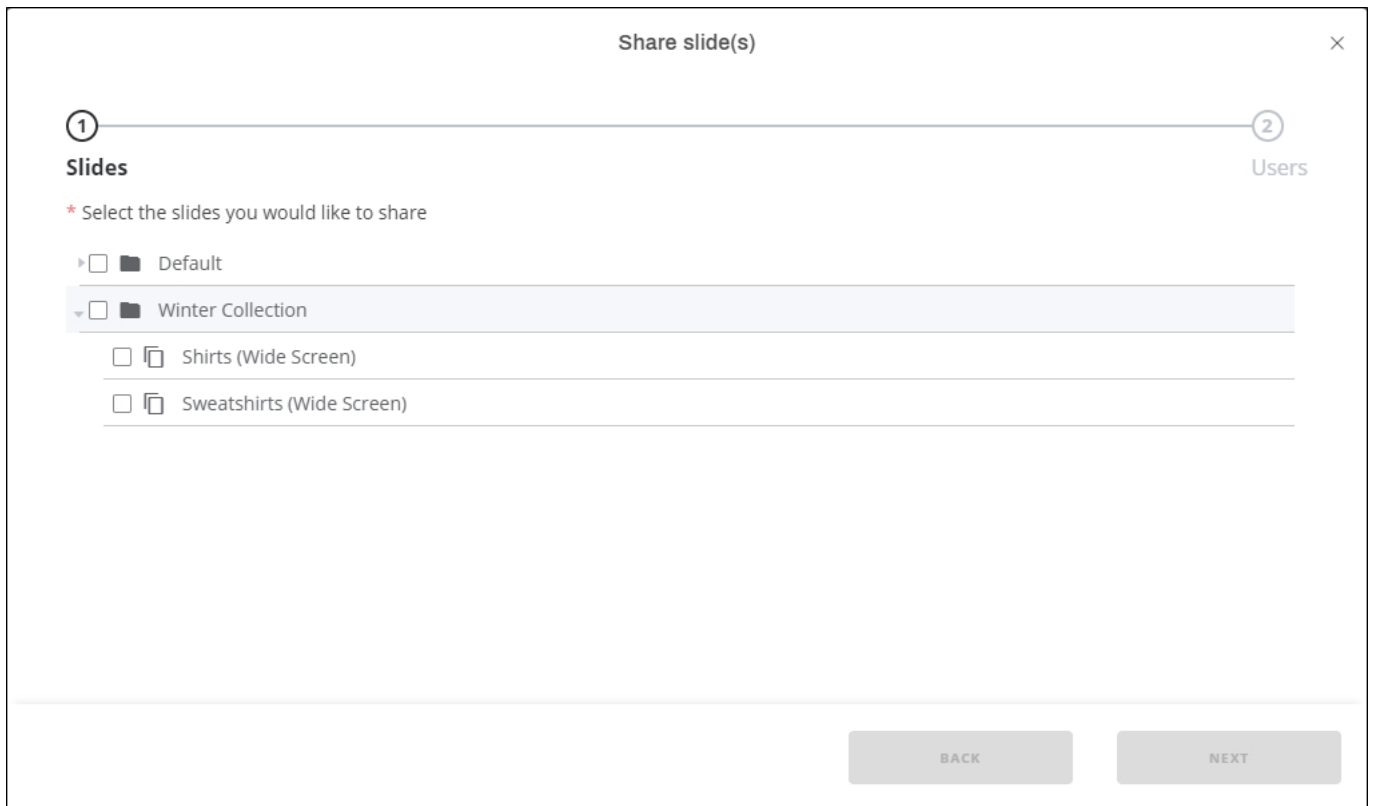 Share slide(s)
1
2
Slides
Users
* Select the slides you would like to share
Default
Winter Collection
Shirts (Wide Screen)
Sweatshirts (Wide Screen)
BACK
NEXT